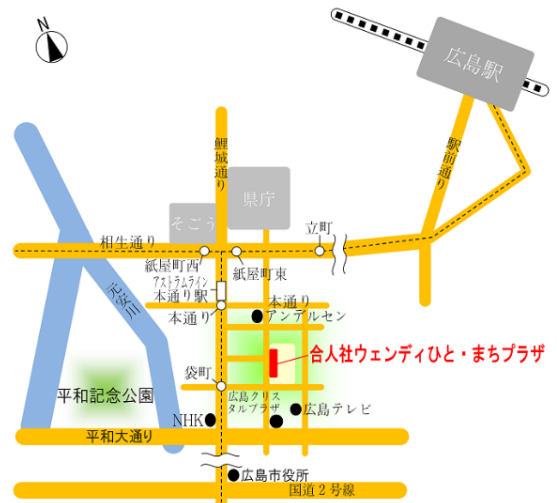 N
広島駅
鯉城通り
駅前通り
県庁
そごう
立町
相生通り
紙屋町西
紙屋町東
アストラムライン
本通り駅
元安川
本通り
本通り
アンデルセン
合人社ウェンディひと・まちプラザ
袋町
平和記念公園
広島クリス
タルプラザ
広島テレビ
NHK
平和大通り
広島市役所
国道2号線